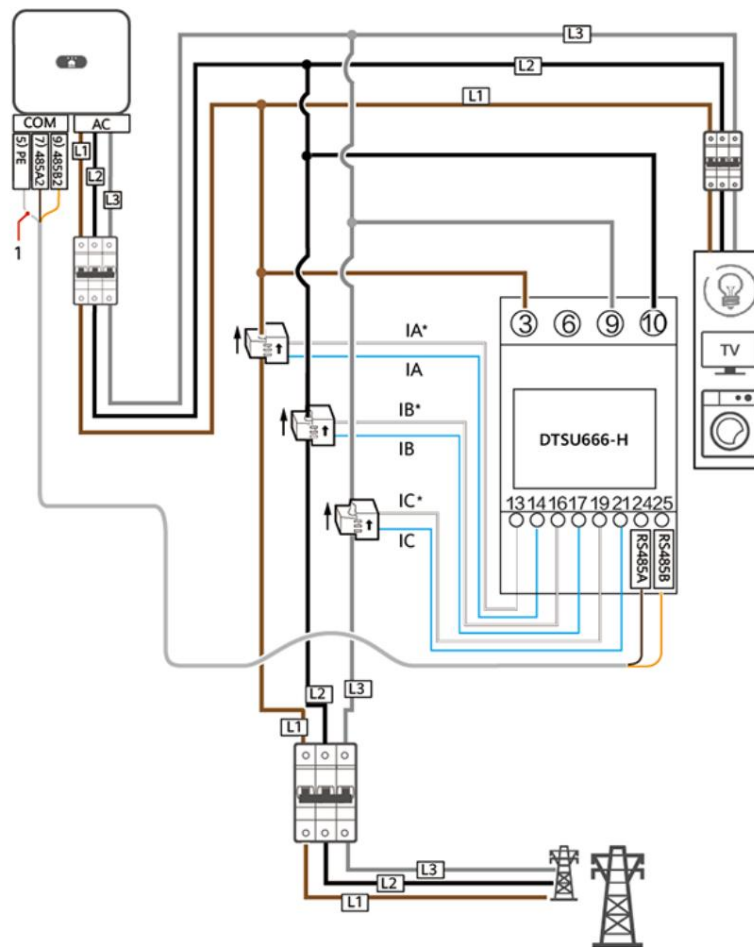 L3
L2
L1
COM
AC
5) PE
7) 485A2
9) 485B2
L1
L2
L3
1
3
6
9
10
TV
IA*
IA
DTSU666-H
IB*
IB
IC*
IC
13 14 16 17 19 21 24 25
RS485A
RS485B
L2
L3
L1
L3
L2
L1